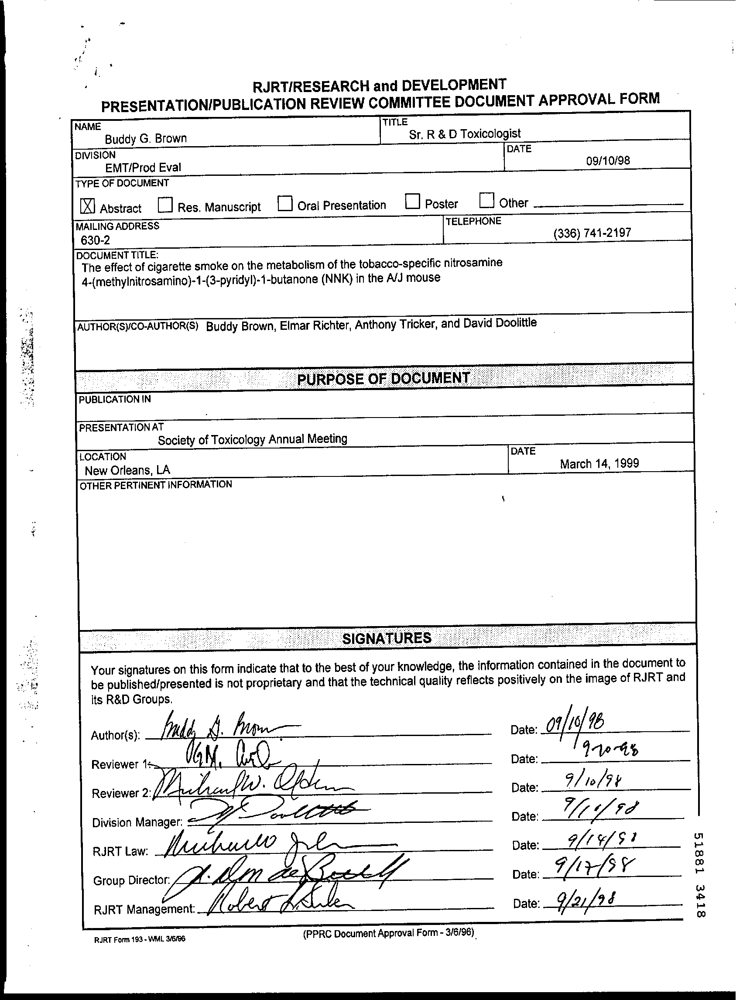 RJRT/RESEARCH and DEVELOPMENT
PRESENTATION/PUBLICATION REVIEW COMMITTEE DOCUMENT APPROVAL FORM
NAME
Buddy G. Brown
TITLE
Sr. R & D Toxicologist
DIVISION
EMT/Prod Eval
DATE
09/10/98
TYPE OF DOCUMENT
X Abstract Res. Manuscript Oral Presentation Poster Other
MAILING ADDRESS
630-2
TELEPHONE
(336) 741-2197
DOCUMENT TITLE:
The effect of cigarette smoke on the metabolism of the tobacco-specific nitrosamine
4-(methylnitrosamino)-1-(3-pyridyl)-1-butanone (NNK) in the A/J mouse
AUTHOR(S)/CO-AUTHOR(S) Buddy Brown, Elmar Richter, Anthony Tricker, and David Doolittle
PURPOSE OF DOCUMENT
PUBLICATION IN
PRESENTATION AT
Society of Toxicology Annual Meeting
LOCATION
New Orleans, LA
DATE
March 14, 1999
OTHER PERTINENT INFORMATION
SIGNATURES
Your signatures on this form indicate that to the best of your knowledge, the information contained in the document to
be published/presented is not proprietary and that the technical quality reflects positively on the image of RJRT and
its R&D Groups.
Author(s): Buddy G. Brown Date: 09/10/98
Reviewer 1: Date: 9-10-98
Reviewer 2: Michael W. Ogden Date: 9/10/98
Division Manager: Doolittle Date:
RJRT Law: Date: 9/14/98
Group Director: Date: 9/17/98
RJRT Management: Robert Date: 9/21/98
RJRT Form 193 - WML 3/6/96
(PPRC Document Approval Form - 3/6/96)
51881 3418